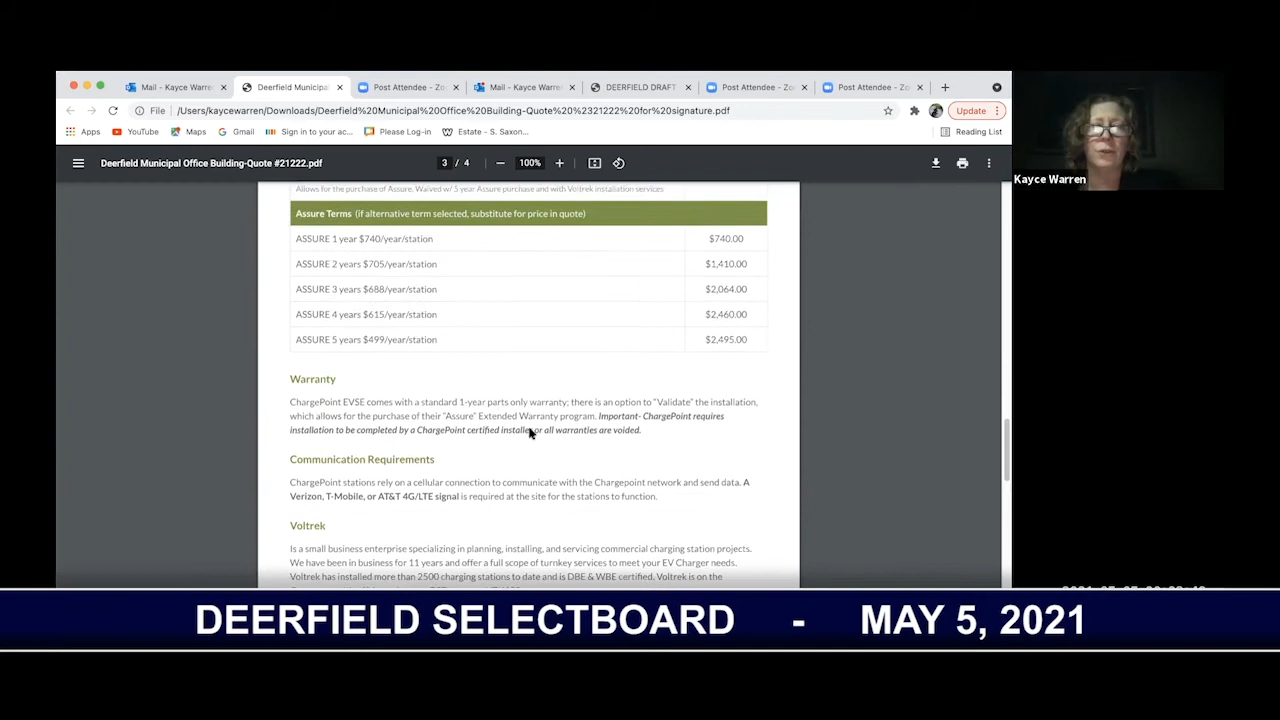 Mail - Kayce Warre
Deerfield Municipal
Post Attendee - Zo
Mail - Kayce Warre
DEERFIELD DRAFT
Post Attendee - Zo
Post Attendee - Zo
File
/Users/kaycewarren/Downloads/Deerfield%20Municipal%20Office%20Building-Quote%20%2321222%20for%20signature.pdf
Update
Apps
YouTube
Maps
Gmail
Sign in to your ac...
Please Log-in
Estate - S. Saxon...
Reading List
Deerfield Municipal Office Building-Quote #21222.pdf
3 / 4
100%
Kayce Warren
Allows for the purchase of Assure. Waived w/ 5 year Assure purchase and with Voltrek installation services
Assure Terms (if alternative term selected, substitute for price in quote)
ASSURE 1 year $740/year/station $740.00
ASSURE 2 years $705/year/station $1,410.00
ASSURE 3 years $688/year/station $2,064.00
ASSURE 4 years $615/year/station $2,460.00
ASSURE 5 years $499/year/station $2,495.00
Warranty
ChargePoint EVSE comes with a standard 1-year parts only warranty; there is an option to "Validate" the installation,
which allows for the purchase of their "Assure" Extended Warranty program. Important- ChargePoint requires
installation to be completed by a ChargePoint certified installer or all warranties are voided.
Communication Requirements
ChargePoint stations rely on a cellular connection to communicate with the Chargepoint network and send data. A
Verizon, T-Mobile, or AT&T 4G/LTE signal is required at the site for the stations to function.
Voltrek
Is a small business enterprise specializing in planning, installing, and servicing commercial charging station projects.
We have been in business for 11 years and offer a full scope of turnkey services to meet your EV Charger needs.
Voltrek has installed more than 2500 charging stations to date and is DBE & WBE certified. Voltrek is on the
DEERFIELD SELECTBOARD - MAY 5, 2021